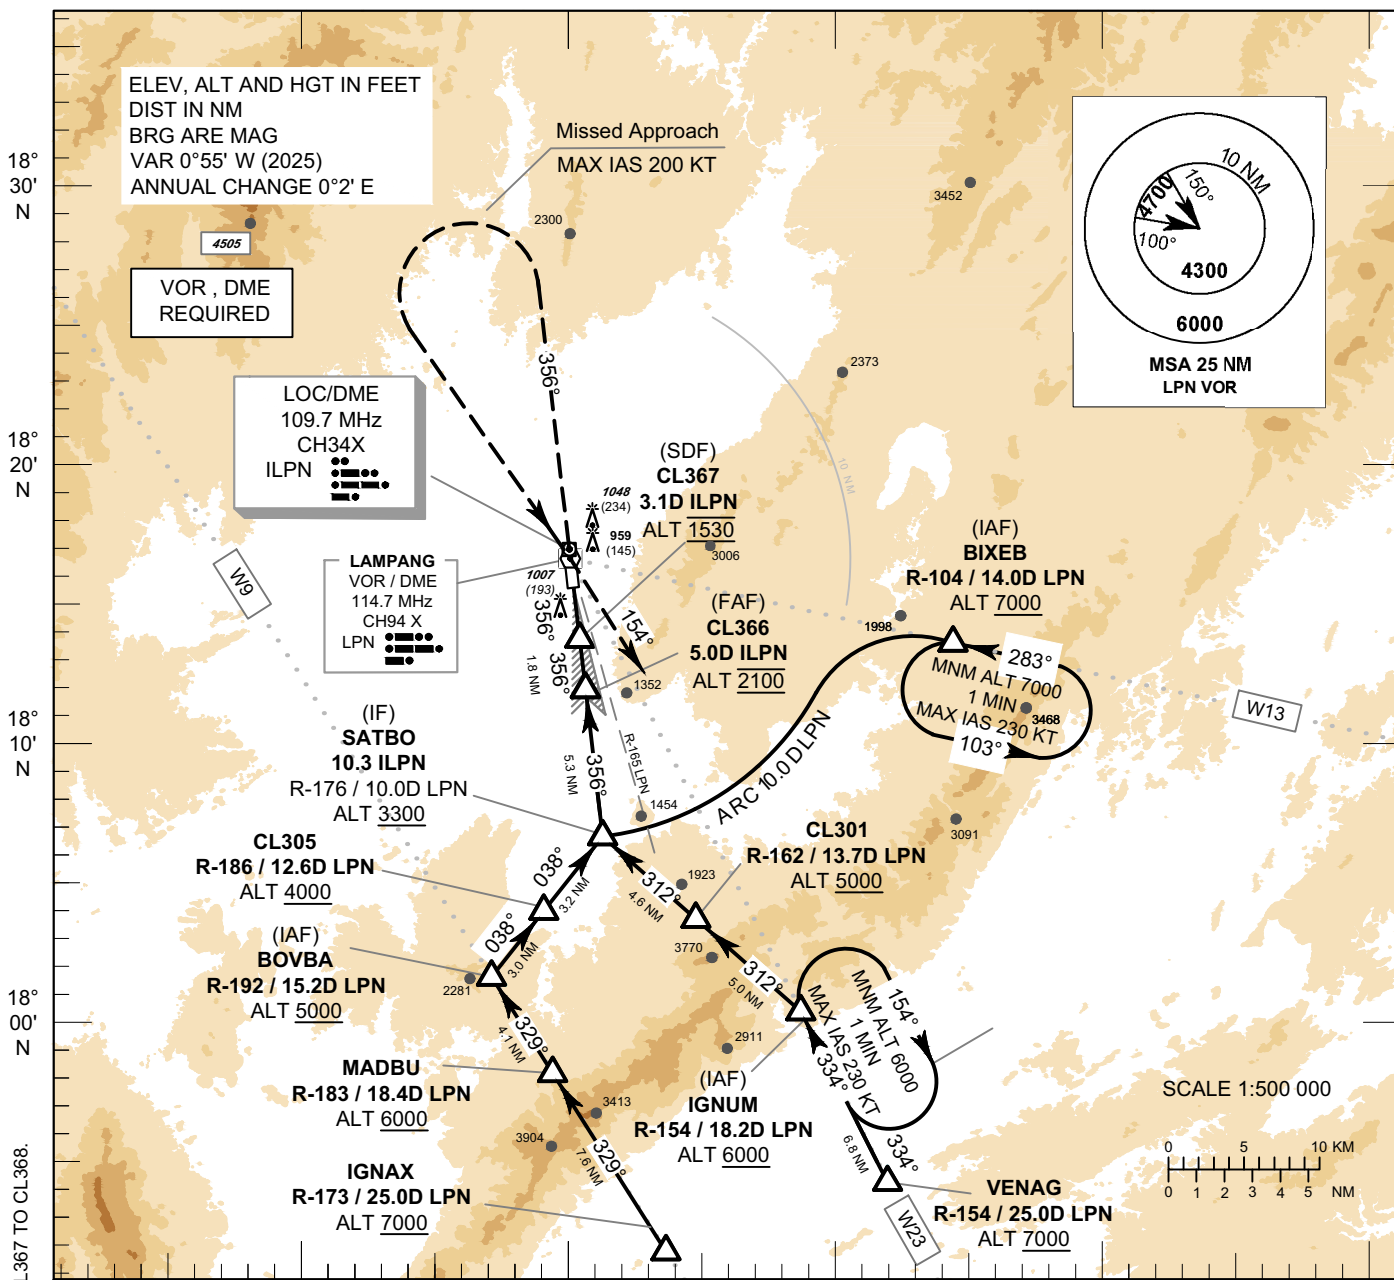 ELEV, ALT AND HGT IN FEET
DIST IN NM
BRG ARE MAG
VAR 0°55' W (2025)
ANNUAL CHANGE 0°2' E
4505
VOR , DME
REQUIRED
Missed Approach
MAX IAS 200 KT
2300
3452
10 NM
150°
4700
100°
4300
6000
MSA 25 NM
LPN VOR
18°
30'
N
18°
20'
N
18°
10'
N
18°
00'
N
LOC/DME
109.7 MHz
CH34X
ILPN
LAMPANG
VOR / DME
114.7 MHz
CH94 X
LPN
W9
356°
2373
10 NM
1048
(234)
959
(145)
1007
(193)
(SDF)
CL367
3.1D ILPN
ALT 1530
3006
(FAF)
CL366
5.0D ILPN
ALT 2100
154°
1352
356°
356°
1.8 NM
(IAF)
BIXEB
R-104 / 14.0D LPN
ALT 7000
1998
283°
MNM ALT 7000
1 MIN
MAX IAS 230 KT
103°
3468
W13
(IF)
SATBO
10.3 ILPN
R-176 / 10.0D LPN
ALT 3300
356°
5.3 NM
R-165 LPN
1454
ARC 10.0 D LPN
3091
CL305
R-186 / 12.6D LPN
ALT 4000
038°
3.2 NM
038°
3.0 NM
CL301
R-162 / 13.7D LPN
ALT 5000
1923
312°
4.6 NM
3770
312°
5.0 NM
(IAF)
BOVBA
R-192 / 15.2D LPN
ALT 5000
2281
329°
4.1 NM
MADBU
R-183 / 18.4D LPN
ALT 6000
2911
3413
3904
329°
7.6 NM
IGNAX
R-173 / 25.0D LPN
ALT 7000
(IAF)
IGNUM
R-154 / 18.2D LPN
ALT 6000
154°
MNM ALT 6000
1 MIN
MAX IAS 230 KT
334°
334°
6.8 NM
VENAG
R-154 / 25.0D LPN
ALT 7000
W23
SCALE 1:500 000
0 5 10 KM
0 1 2 3 4 5 NM
L367 TO CL368.